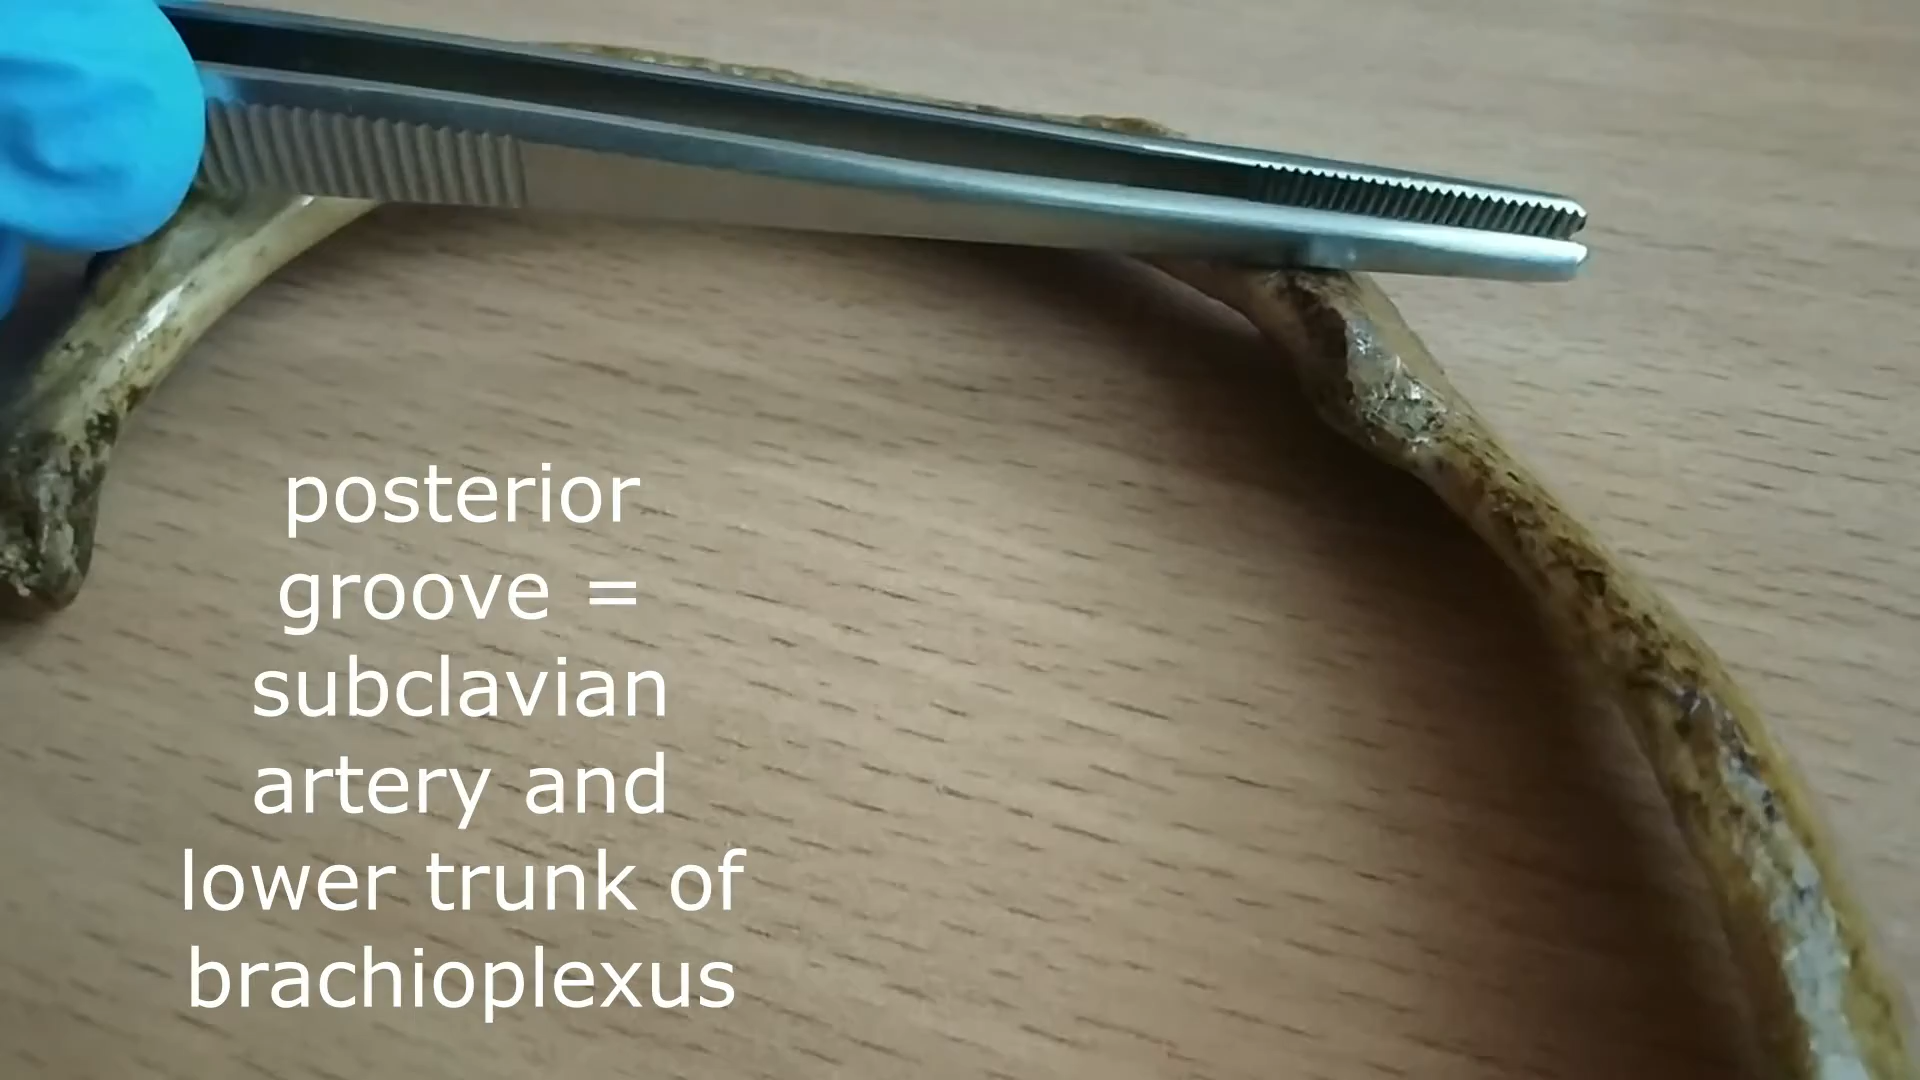 posterior
groove =
subclavian
artery and
lower trunk of
brachioplexus